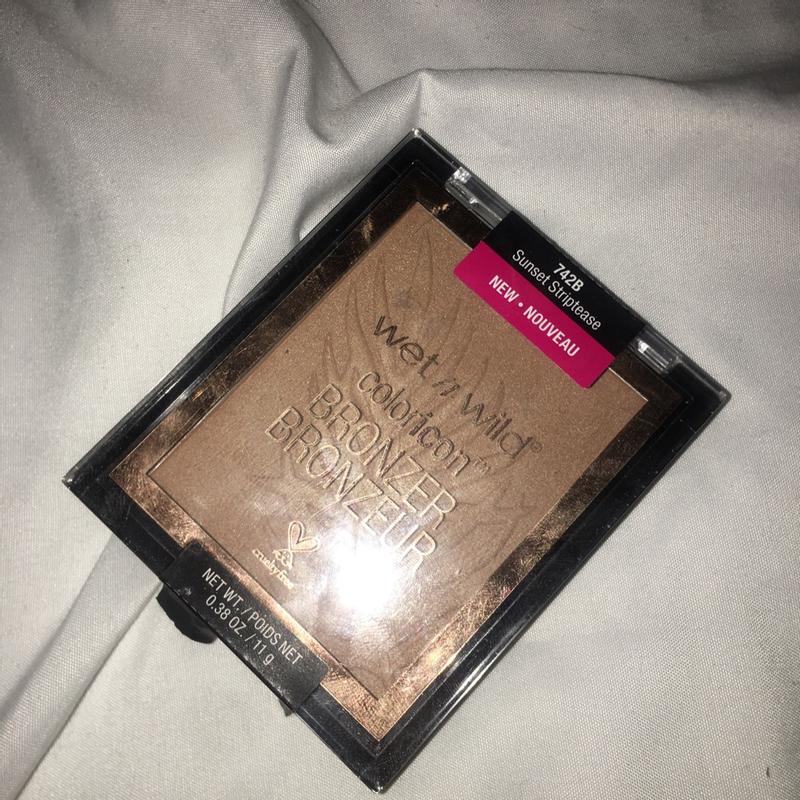 742B
Sunset Striptease
NEW • NOUVEAU
wet n wild®
coloricon™
BRONZER
BRONZEUR
cruelty free
NET WT. / POIDS NET
0.38 OZ. / 11 g